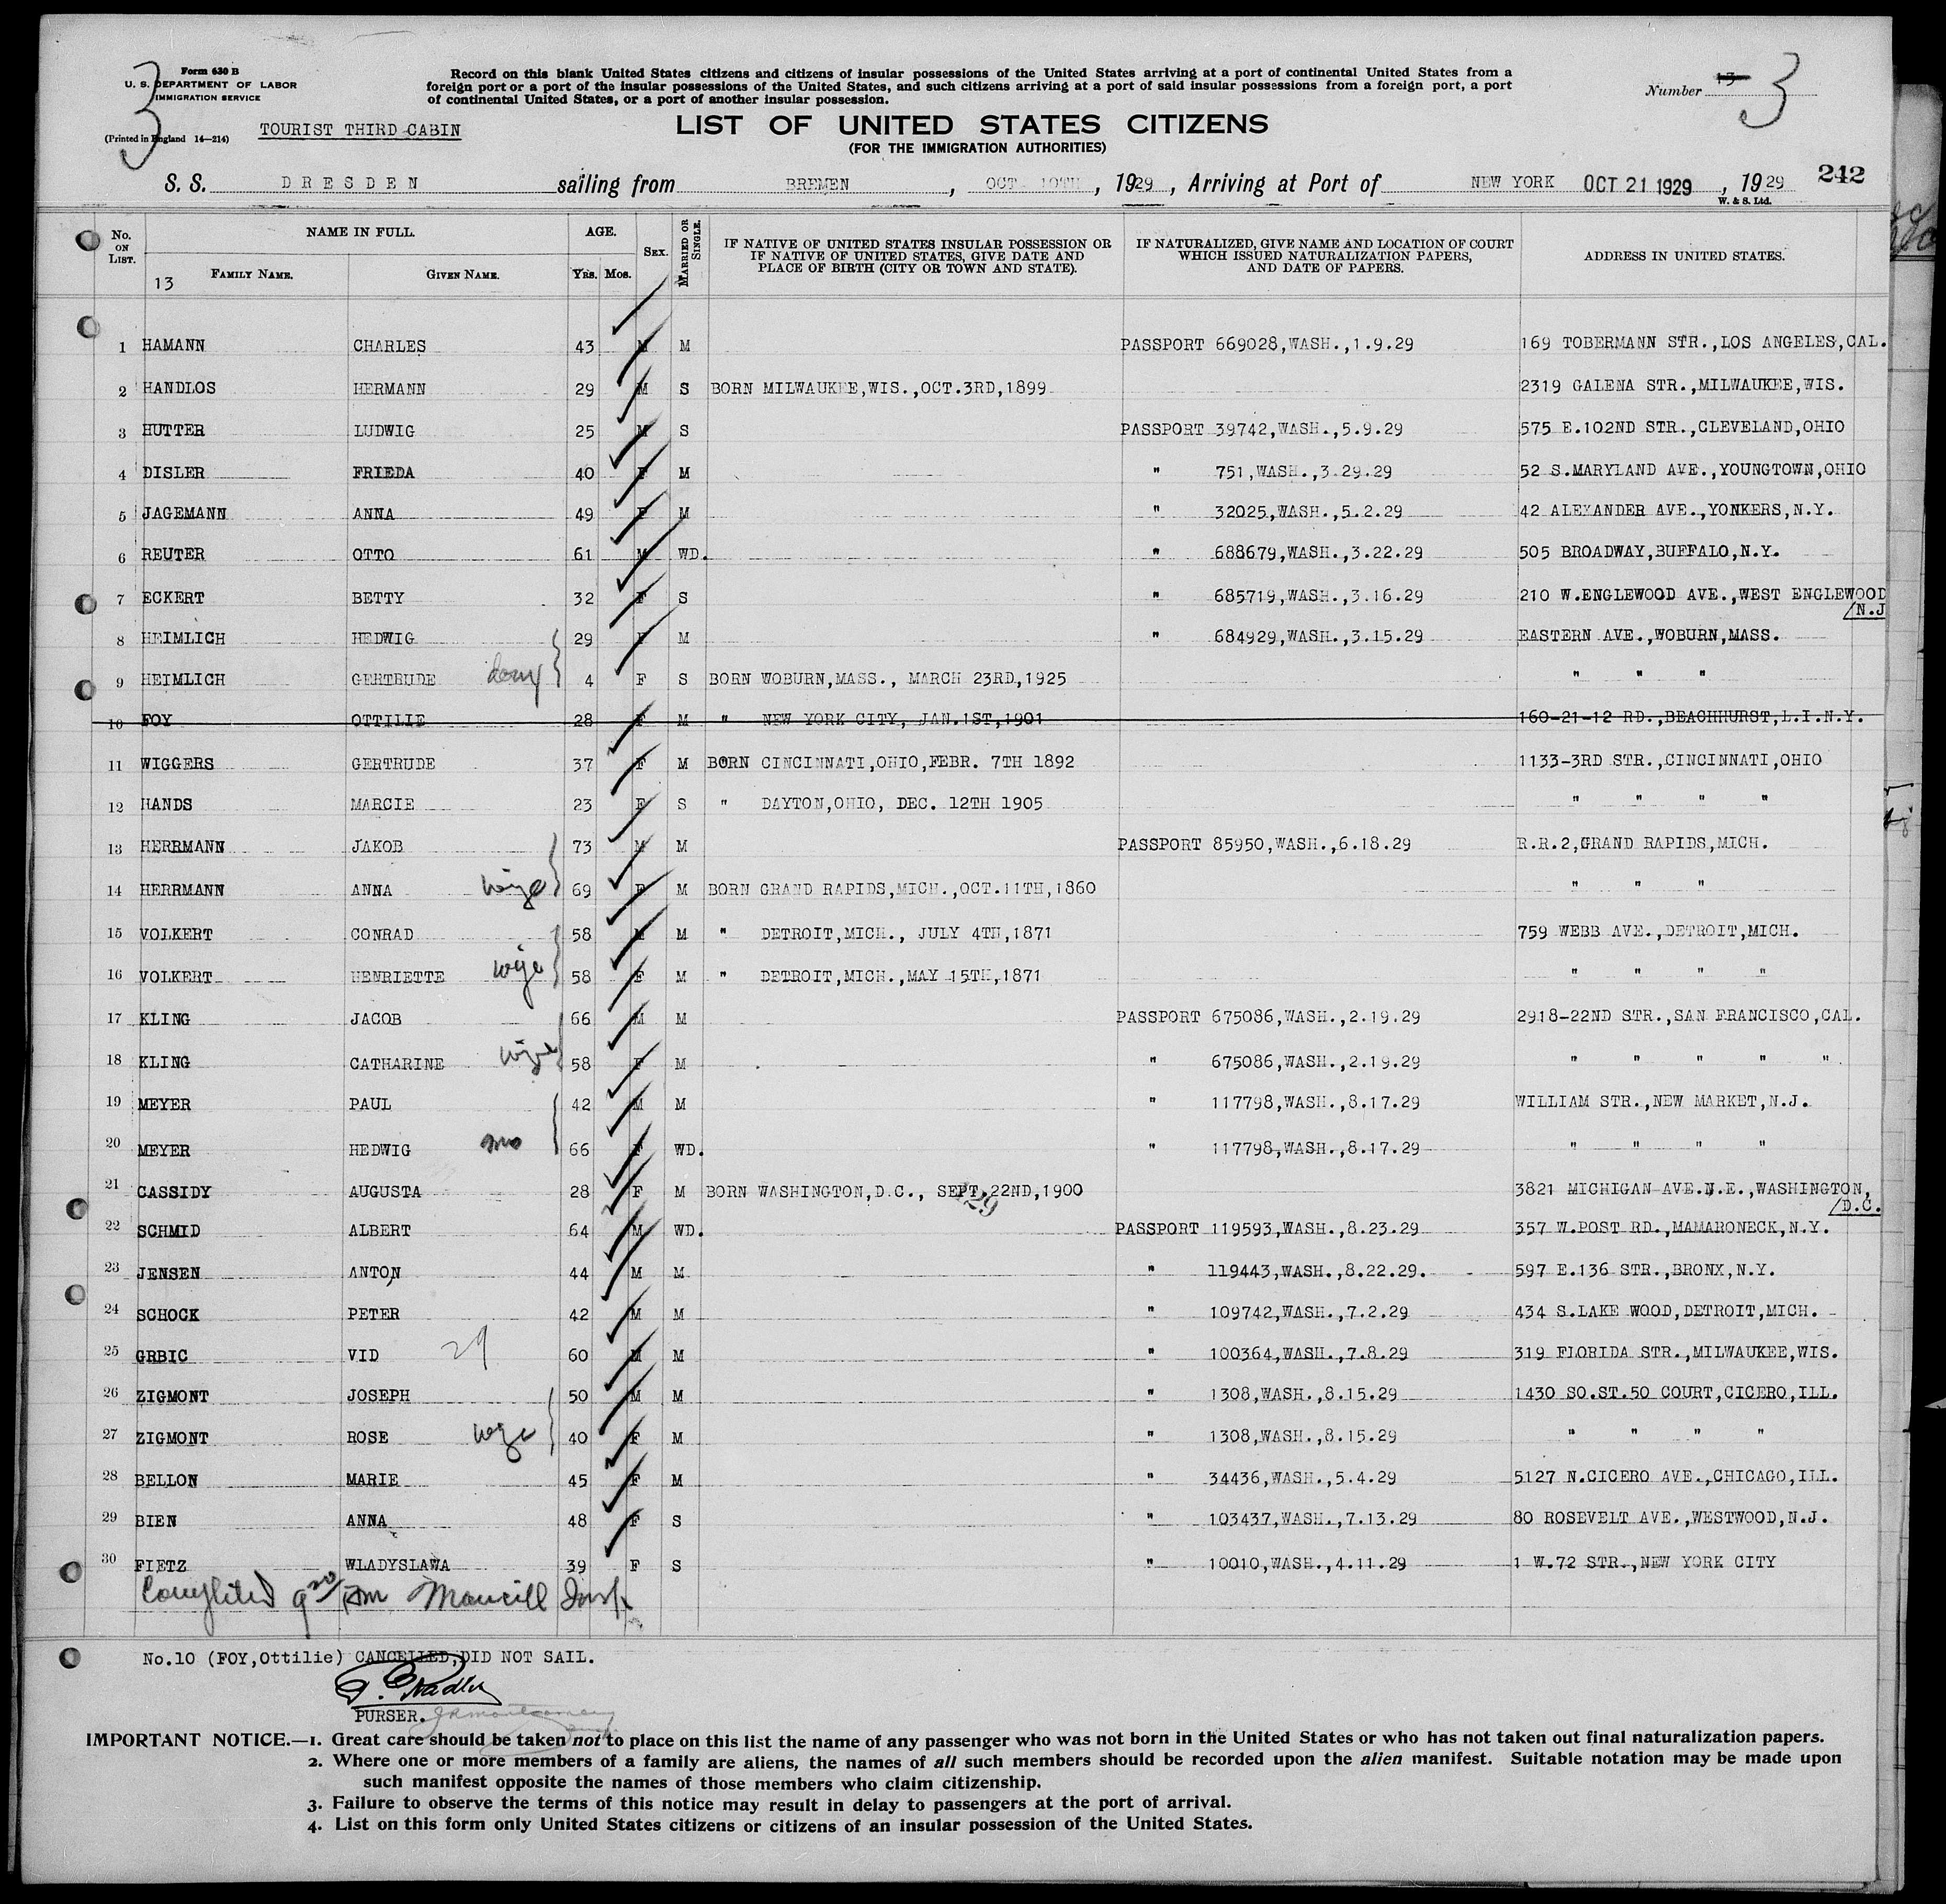 Form 630 B
U. S. DEPARTMENT OF LABOR
IMMIGRATION SERVICE
(Printed in England 14—214)
3
TOURIST THIRD CABIN
Record on this blank United States citizens and citizens of insular possessions of the United States arriving at a port of continental United States from a
foreign port or a port of the insular possessions of the United States, and such citizens arriving at a port of said insular possessions from a foreign port, a port
of continental United States, or a port of another insular possession.
LIST OF UNITED STATES CITIZENS
(FOR THE IMMIGRATION AUTHORITIES)
Number 13 3
S. S. DRESDEN sailing from BREMEN, OCT. 10TH, 1929, Arriving at Port of NEW YORK OCT 21 1929, 1929 242
W. & S. Ltd.
No. ON LIST. NAME IN FULL. AGE. SEX. MARRIED OR SINGLE. IF NATIVE OF UNITED STATES INSULAR POSSESSION OR IF NATIVE OF UNITED STATES, GIVE DATE AND PLACE OF BIRTH (CITY OR TOWN AND STATE). IF NATURALIZED, GIVE NAME AND LOCATION OF COURT WHICH ISSUED NATURALIZATION PAPERS, AND DATE OF PAPERS. ADDRESS IN UNITED STATES.
13 FAMILY NAME. GIVEN NAME. YRS. MOS.
1 HAMANN CHARLES 43 M M PASSPORT 669028,WASH.,1.9.29 169 TOBERMANN STR.,LOS ANGELES,CAL.
2 HANDLOS HERMANN 29 M S BORN MILWAUKEE,WIS.,OCT.3RD,1899 2319 GALENA STR.,MILWAUKEE,WIS.
3 HUTTER LUDWIG 25 M S PASSPORT 39742,WASH.,5.9.29 575 E.102ND STR.,CLEVELAND,OHIO
4 DISLER FRIEDA 40 F M " 751,WASH.,3.29.29 52 S.MARYLAND AVE.,YOUNGTOWN,OHIO
5 JAGEMANN ANNA 49 F M " 32025,WASH.,5.2.29 42 ALEXANDER AVE.,YONKERS,N.Y.
6 REUTER OTTO 61 M WD. " 688679,WASH.,3.22.29 505 BROADWAY,BUFFALO,N.Y.
7 ECKERT BETTY 32 F S " 685719,WASH.,3.16.29 210 W.ENGLEWOOD AVE.,WEST ENGLEWOOD
/N.J
8 HEIMLICH HEDWIG 29 F M " 684929,WASH.,3.15.29 EASTERN AVE.,WOBURN,MASS.
9 HEIMLICH GERTRUDE 4 F S BORN WOBURN,MASS., MARCH 23RD,1925 " " "
10 FOY OTTILIE 28 F M " NEW YORK CITY, JAN.1ST,1901 160-21-12 RD.,BEACHHURST,L.I.N.Y.
11 WIGGERS GERTRUDE 37 F M BORN CINCINNATI,OHIO,FEBR. 7TH 1892 1133-3RD STR.,CINCINNATI,OHIO
12 HANDS MARCIE 23 F S " DAYTON,OHIO, DEC. 12TH 1905 " " " "
13 HERRMANN JAKOB 73 M M PASSPORT 85950,WASH.,6.18.29 R.R.2,GRAND RAPIDS,MICH.
14 HERRMANN ANNA wife 69 F M BORN GRAND RAPIDS,MICH.,OCT.11TH,1860 " " "
15 VOLKERT CONRAD 58 M M " DETROIT,MICH., JULY 4TH,1871 759 WEBB AVE.,DETROIT,MICH.
16 VOLKERT HENRIETTE wife 58 F M " DETROIT,MICH.,MAY 15TH,1871 " " " "
17 KLING JACOB 66 M M PASSPORT 675086,WASH.,2.19.29 2918-22ND STR.,SAN FRANCISCO,CAL.
18 KLING CATHARINE wife 58 F M " 675086,WASH.,2.19.29 " " " " "
19 MEYER PAUL 42 M M " 117798,WASH.,8.17.29 WILLIAM STR.,NEW MARKET,N.J.
20 MEYER HEDWIG mo 66 F WD. " 117798,WASH.,8.17.29 " " " "
21 CASSIDY AUGUSTA 28 F M BORN WASHINGTON,D.C., SEPT.22ND,1900 3821 MICHIGAN AVE.N.E.,WASHINGTON,
/D.C.
22 SCHMID ALBERT 64 M WD. PASSPORT 119593,WASH.,8.23.29 357 W.POST RD.,MAMARONECK,N.Y.
23 JENSEN ANTON 44 M M " 119443,WASH.,8.22.29. 597 E.136 STR.,BRONX,N.Y.
24 SCHOCK PETER 42 M M " 109742,WASH.,7.2.29 434 S.LAKE WOOD,DETROIT,MICH.
25 GRBIC VID 29 60 M M " 100364,WASH.,7.8.29 319 FLORIDA STR.,MILWAUKEE,WIS.
26 ZIGMONT JOSEPH 50 M M " 1308,WASH.,8.15.29 1430 SO.ST.50 COURT,CICERO,ILL.
27 ZIGMONT ROSE wife 40 F M " 1308,WASH.,8.15.29 " " " "
28 BELLON MARIE 45 F M " 34436,WASH.,5.4.29 5127 N.CICERO AVE.,CHICAGO,ILL.
29 BIEN ANNA 48 F S " 103437,WASH.,7.13.29 80 ROSEVELT AVE.,WESTWOOD,N.J.
30 FIETZ WLADYSLAWA 39 F S " 10010,WASH.,4.11.29 1 W.72 STR.,NEW YORK CITY
Completed 9 20 AM Insp
No.10 (FOY,Ottilie) CANCELLED,DID NOT SAIL.
PURSER.
IMPORTANT NOTICE.—1. Great care should be taken not to place on this list the name of any passenger who was not born in the United States or who has not taken out final naturalization papers.
2. Where one or more members of a family are aliens, the names of all such members should be recorded upon the alien manifest. Suitable notation may be made upon
such manifest opposite the names of those members who claim citizenship.
3. Failure to observe the terms of this notice may result in delay to passengers at the port of arrival.
4. List on this form only United States citizens or citizens of an insular possession of the United States.